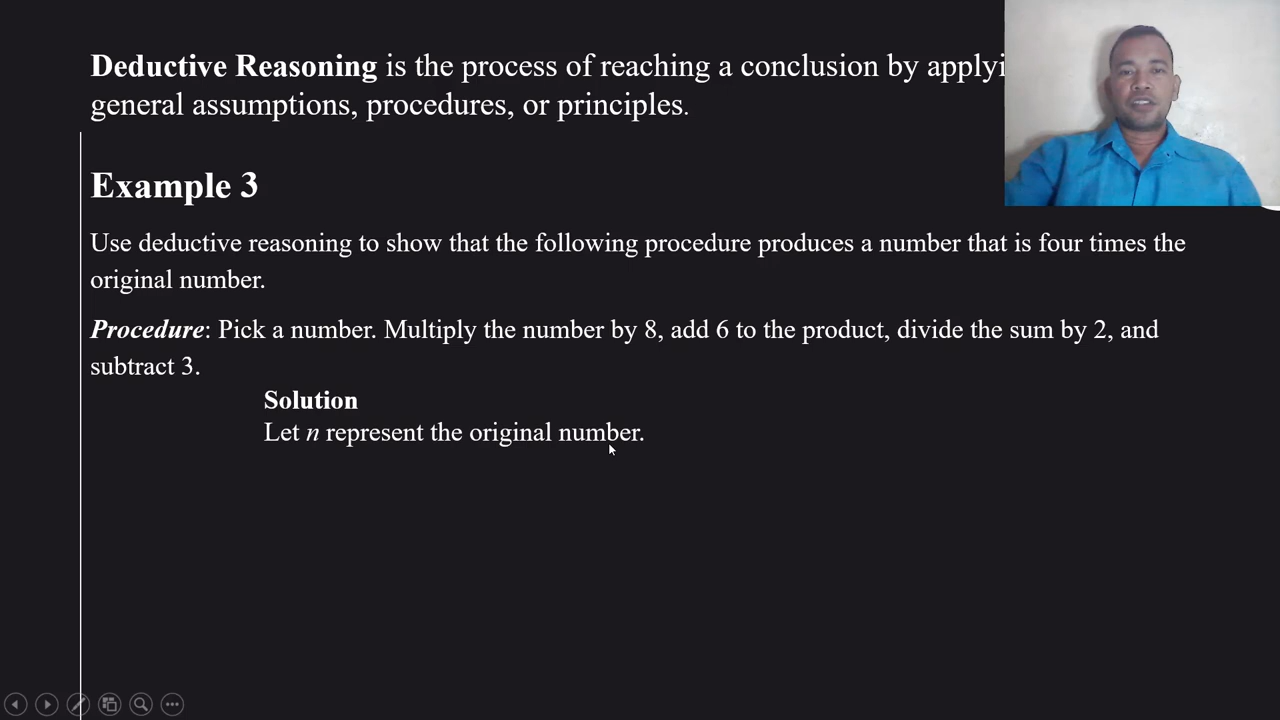 Deductive Reasoning is the process of reaching a conclusion by
general assumptions, procedures, or principles.
Example 3
Use deductive reasoning to show that the following procedure produces a number that is four times the
original number.
Procedure: Pick a number. Multiply the number by 8, add 6 to the product, divide the sum by 2, and
subtract 3.
Solution
Let n represent the original number.